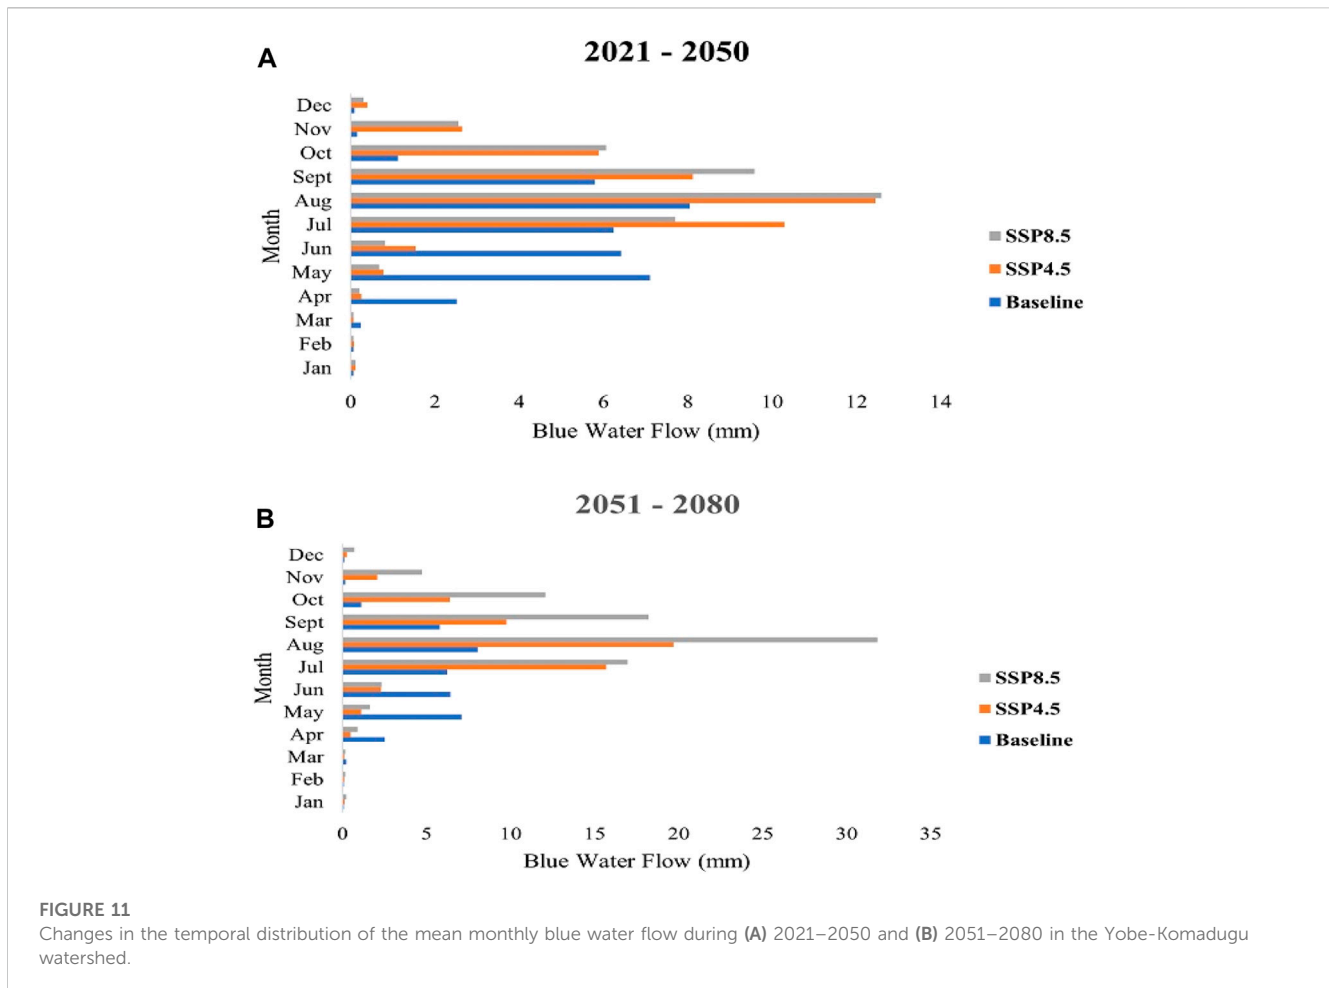 A
2021 - 2050
Dec
Nov
Oct
Sept
Aug
Jul
Jun
May
Apr
Mar
Feb
Jan
Month
0 2 4 6 8 10 12 14
Blue Water Flow (mm)
SSP8.5
SSP4.5
Baseline
B
2051 - 2080
Dec
Nov
Oct
Sept
Aug
Jul
Jun
May
Apr
Mar
Feb
Jan
Month
0 5 10 15 20 25 30 35
Blue Water Flow (mm)
SSP8.5
SSP4.5
Baseline
FIGURE 11
Changes in the temporal distribution of the mean monthly blue water flow during (A) 2021–2050 and (B) 2051–2080 in the Yobe-Komadugu
watershed.